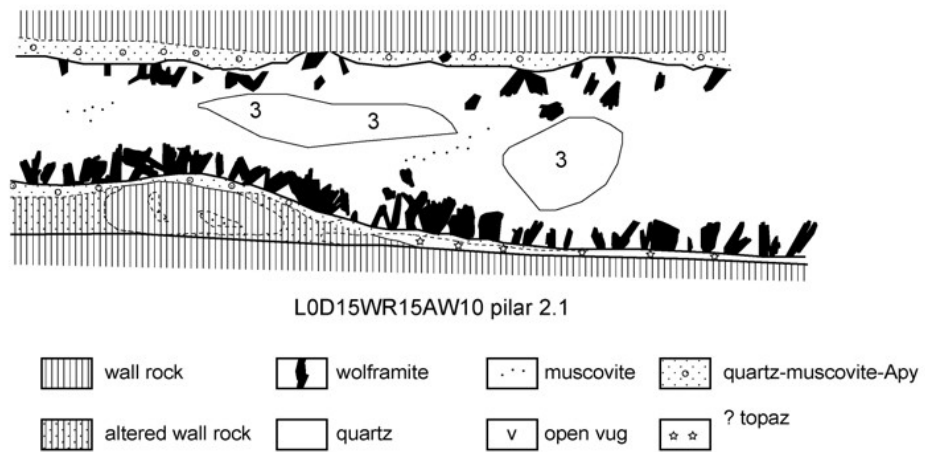 3 3
3
L0D15WR15AW10 pilar 2.1
wall rock wolframite muscovite quartz-muscovite-Apy
altered wall rock quartz v open vug ? topaz